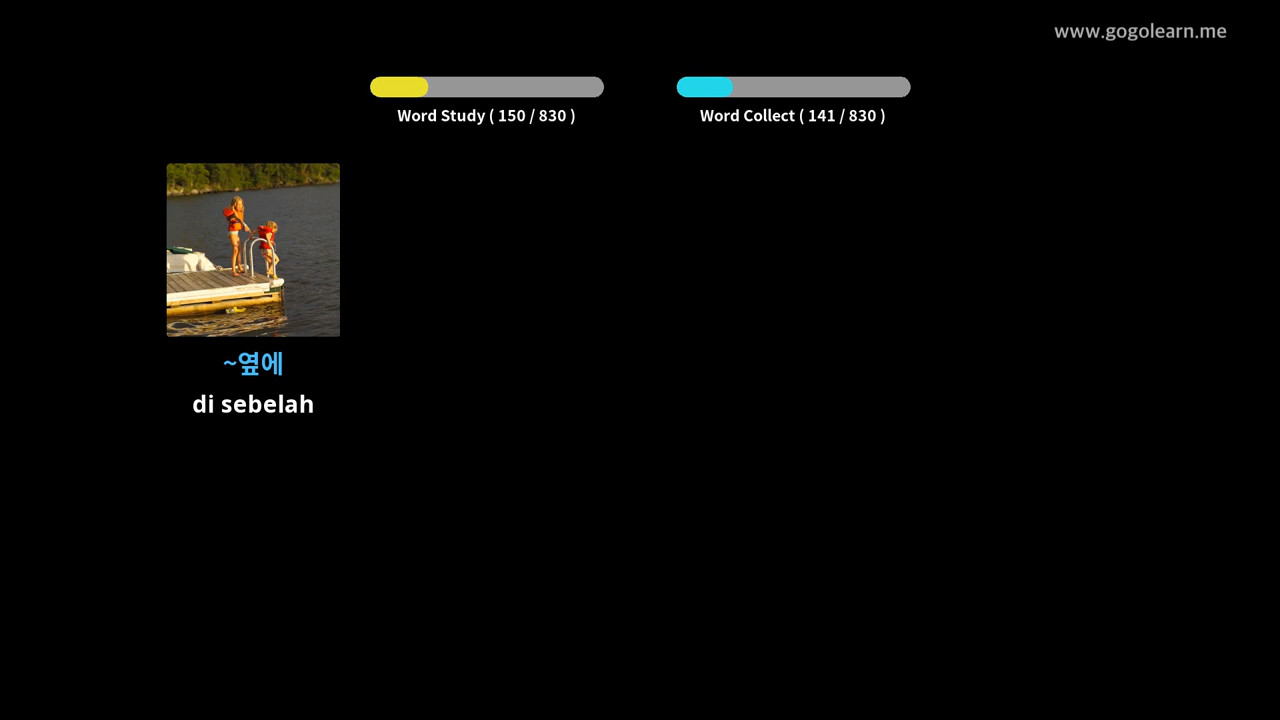 www.gogolearn.me
Word Study ( 150 / 830 )
Word Collect ( 141 / 830 )
~옆에
di sebelah